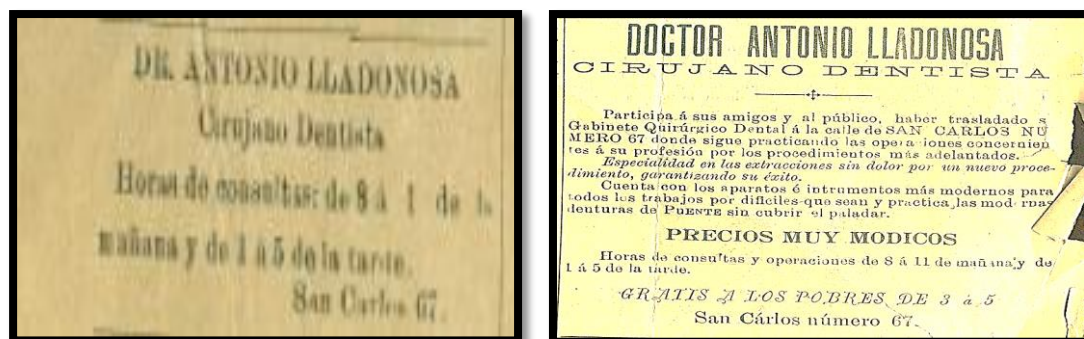 DR. ANTONIO LLADONOSA
Cirujano Dentista
Horas de consultas: de 8 á 1 de la
mañana y de 1 á 5 de la tarde.
San Carlos 67.
DOCTOR ANTONIO LLADONOSA
CIRUJANO DENTISTA
Participa á sus amigos y al público, haber trasladado s
Gabinete Quirúrgico Dental á la calle de SAN CARLOS NU
MERO 67 donde sigue practicando las opera iones concernien
tes á su profesión por los procedimientos más adelantados.
Especialidad en las extracciones sin dolor por un nuevo proce-
dimiento, garantizando su éxito.
Cuenta con los aparatos é intrumentos más modernos para
todos los trabajos por difíciles que sean y practica las mod rnas
denturas de PUENTE sin cubrir el paladar.
PRECIOS MUY MODICOS
Horas de consultas y operaciones de 8 á 11 de mañana y de
1 á 5 de la tarde.
GRATIS A LOS POBRES DE 3 á 5
San Cárlos número 67.